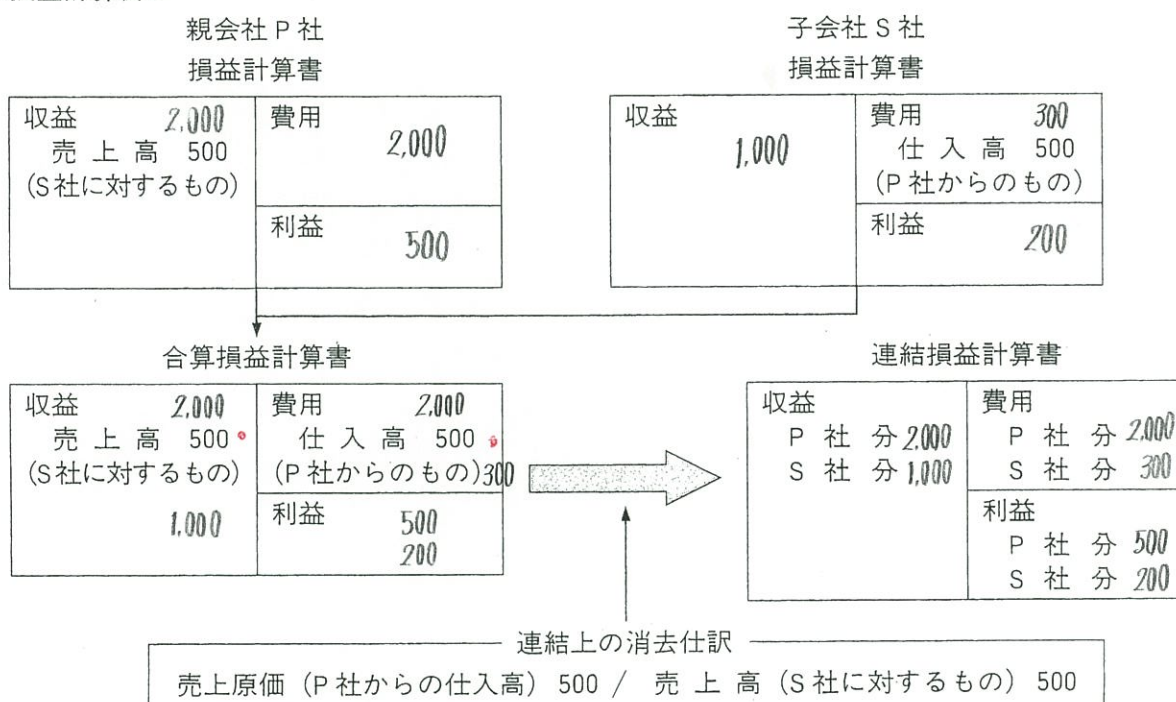 親会社P社
損益計算書
収益 2,000
売上高 500
(S社に対するもの)
費用
2,000
利益
500
子会社S社
損益計算書
収益
1,000
費用 300
仕入高 500
(P社からのもの)
利益
200
合算損益計算書
収益 2,000
売上高 500
(S社に対するもの)
1,000
費用 2,000
仕入高 500
(P社からのもの)300
利益 500
200
連結損益計算書
収益
P社分 2,000
S社分 1,000
費用
P社分 2,000
S社分 300
利益
P社分 500
S社分 200
連結上の消去仕訳
売上原価(P社からの仕入高) 500 / 売上高(S社に対するもの) 500